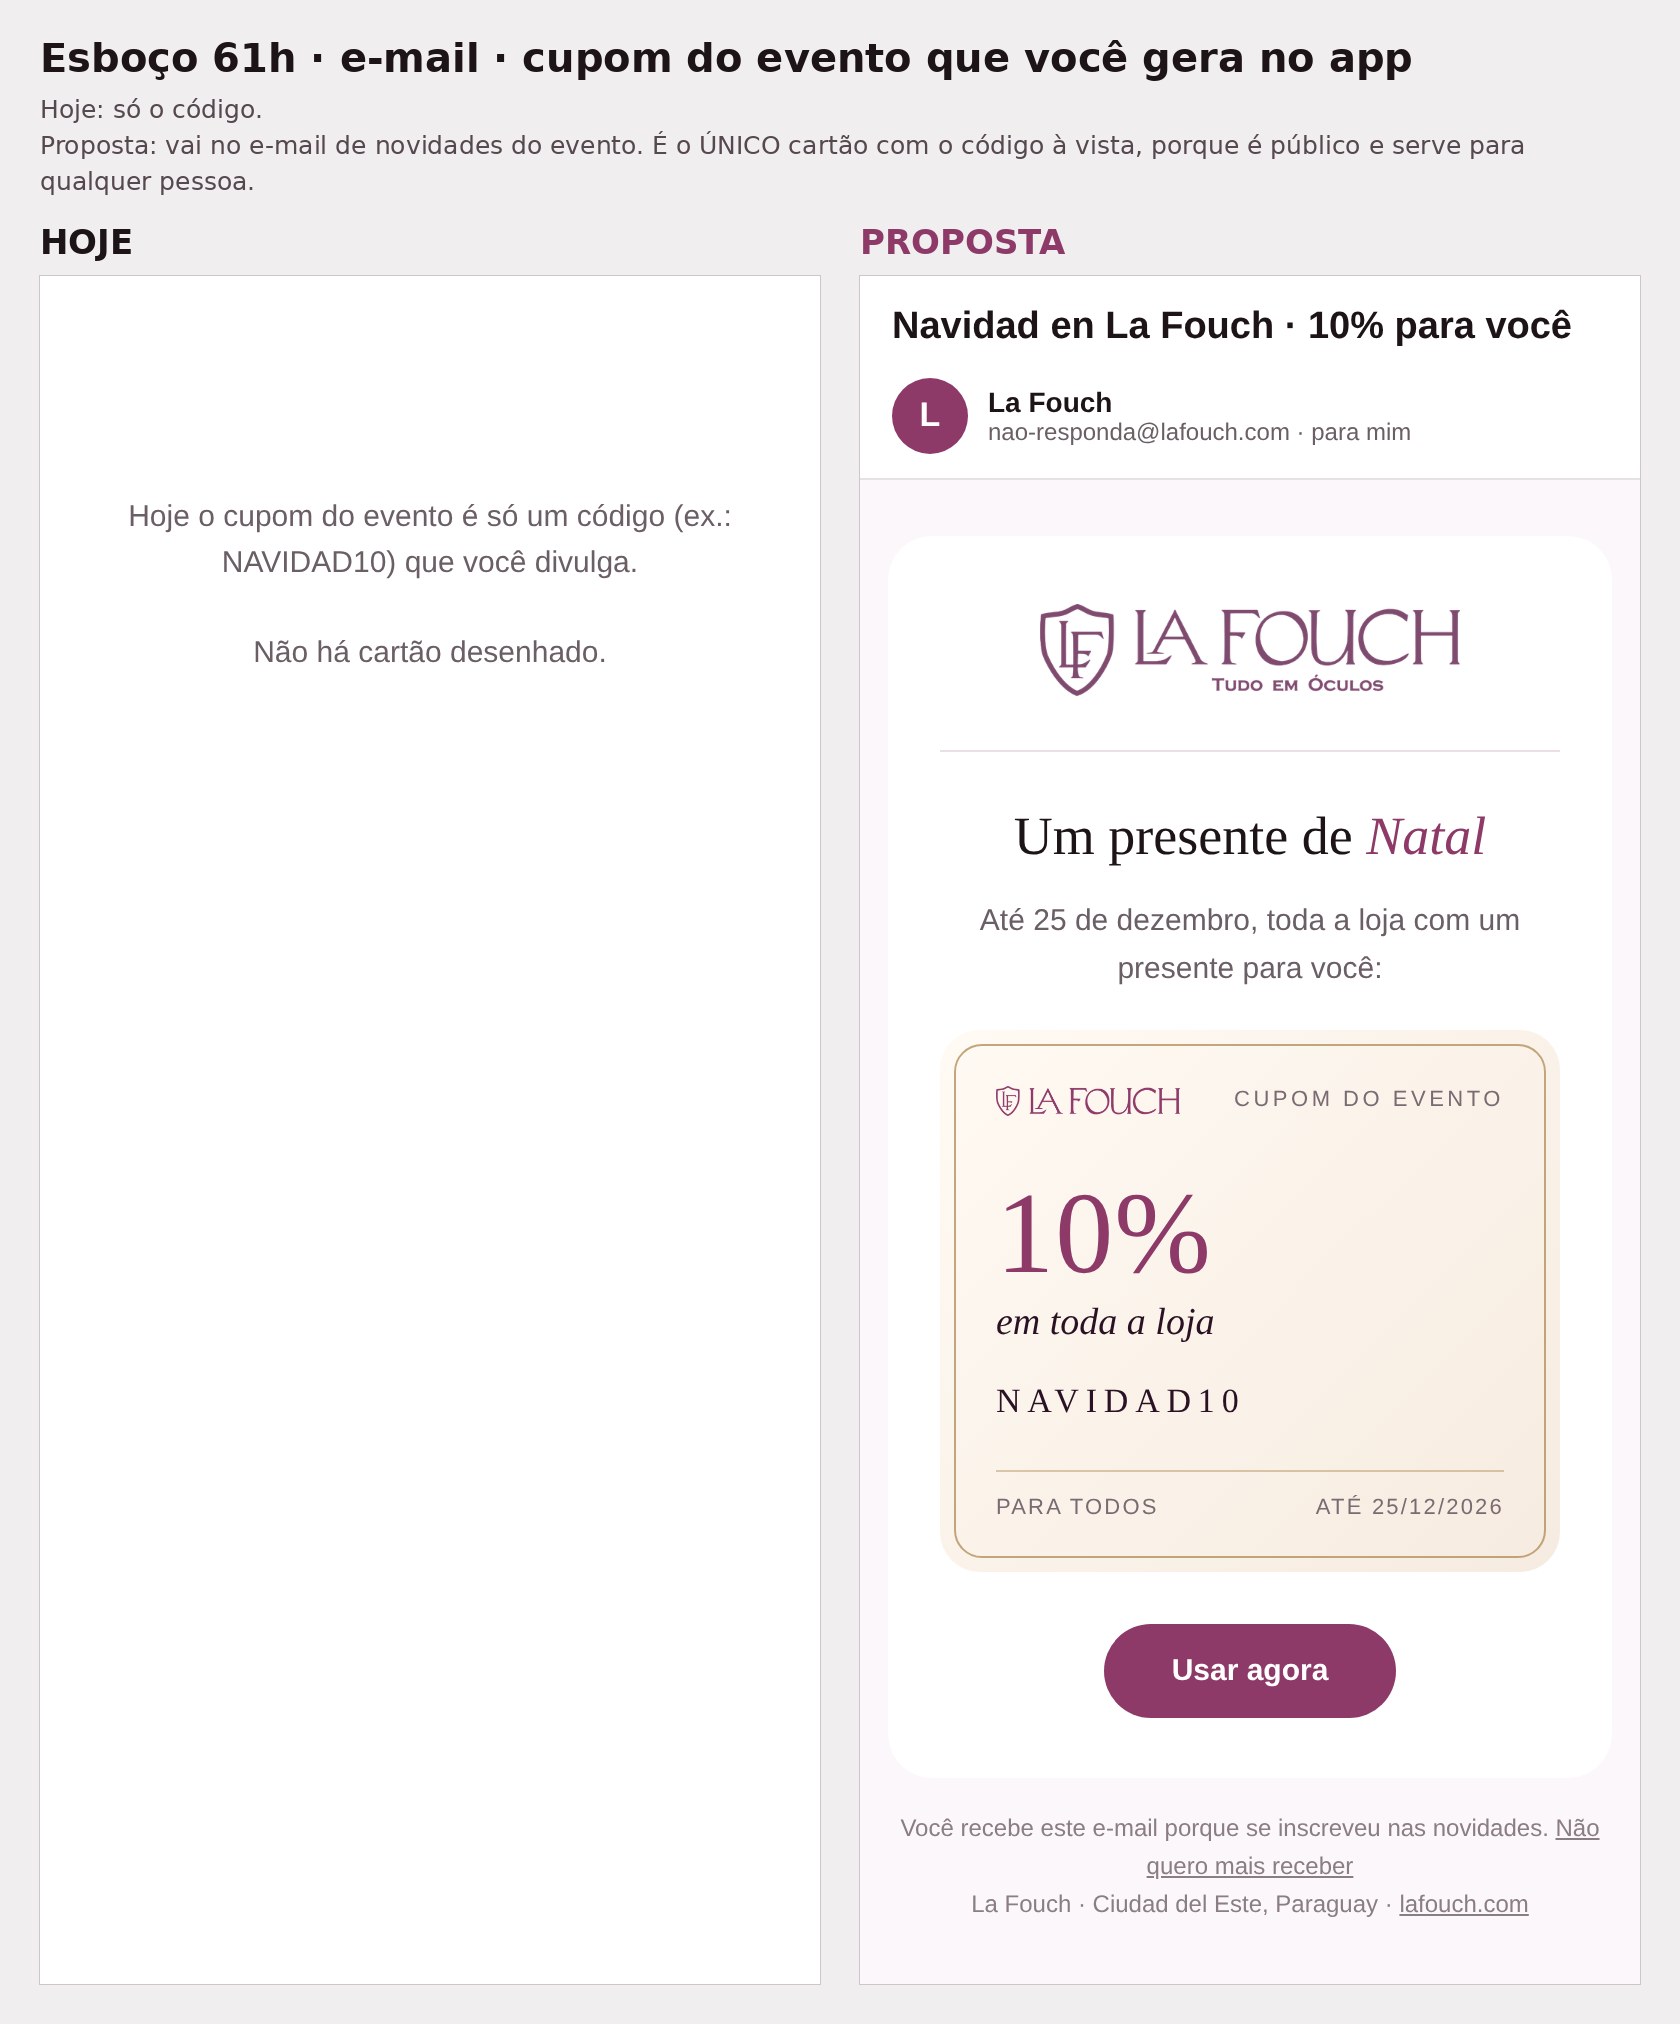 Esboço 61h · e-mail · cupom do evento que você gera no app
Hoje: só o código.
Proposta: vai no e-mail de novidades do evento. É o ÚNICO cartão com o código à vista, porque é público e serve para
qualquer pessoa.
HOJE
Hoje o cupom do evento é só um código (ex.:
NAVIDAD10) que você divulga.
Não há cartão desenhado.
PROPOSTA
Navidad en La Fouch · 10% para você
L
La Fouch
nao-responda@lafouch.com · para mim
LF LA FOUCH
Tudo em Óculos
Um presente de Natal
Até 25 de dezembro, toda a loja com um
presente para você:
LF LA FOUCH CUPOM DO EVENTO
10%
em toda a loja
NAVIDAD10
PARA TODOS ATÉ 25/12/2026
Usar agora
Você recebe este e-mail porque se inscreveu nas novidades. Não
quero mais receber
La Fouch · Ciudad del Este, Paraguay · lafouch.com